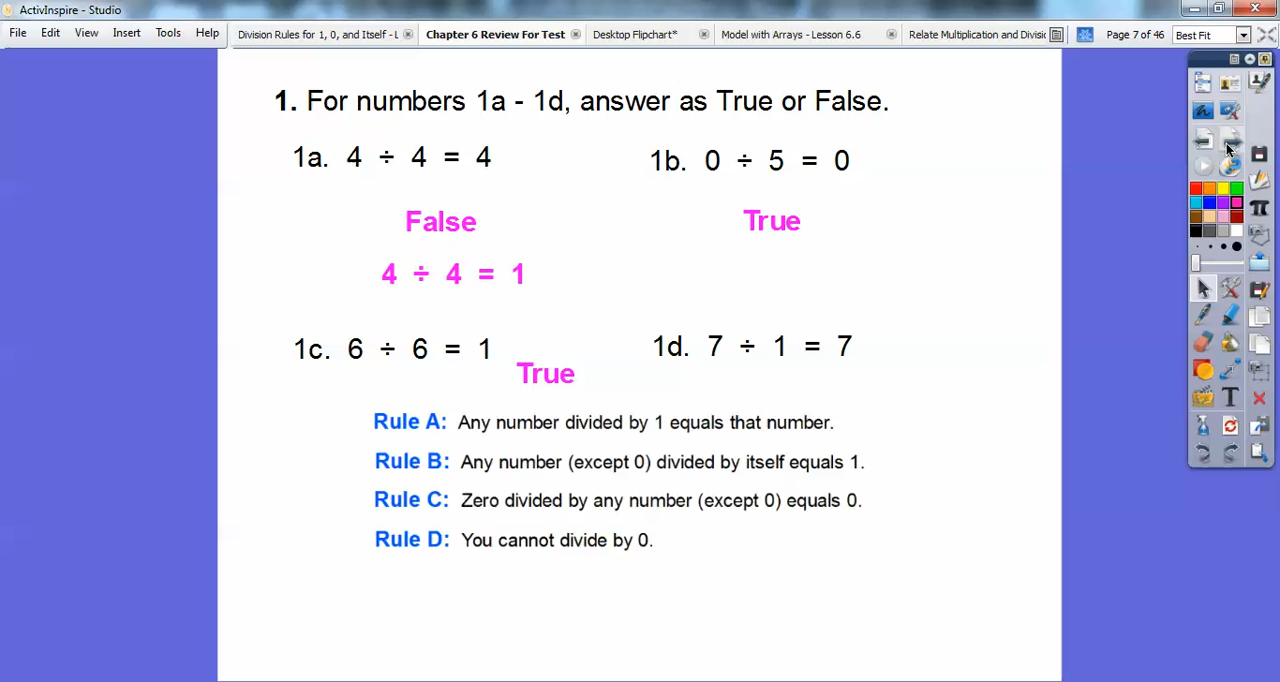 ActivInspire - Studio
File Edit View Insert Tools Help
Division Rules for 1, 0, and Itself - L Chapter 6 Review For Test Desktop Flipchart* Model with Arrays - Lesson 6.6 Relate Multiplication and Divisio Page 7 of 46 Best Fit
1. For numbers 1a - 1d, answer as True or False.
1a. 4 ÷ 4 = 4 1b. 0 ÷ 5 = 0
False True
4 ÷ 4 = 1
1c. 6 ÷ 6 = 1 1d. 7 ÷ 1 = 7
True
Rule A: Any number divided by 1 equals that number.
Rule B: Any number (except 0) divided by itself equals 1.
Rule C: Zero divided by any number (except 0) equals 0.
Rule D: You cannot divide by 0.